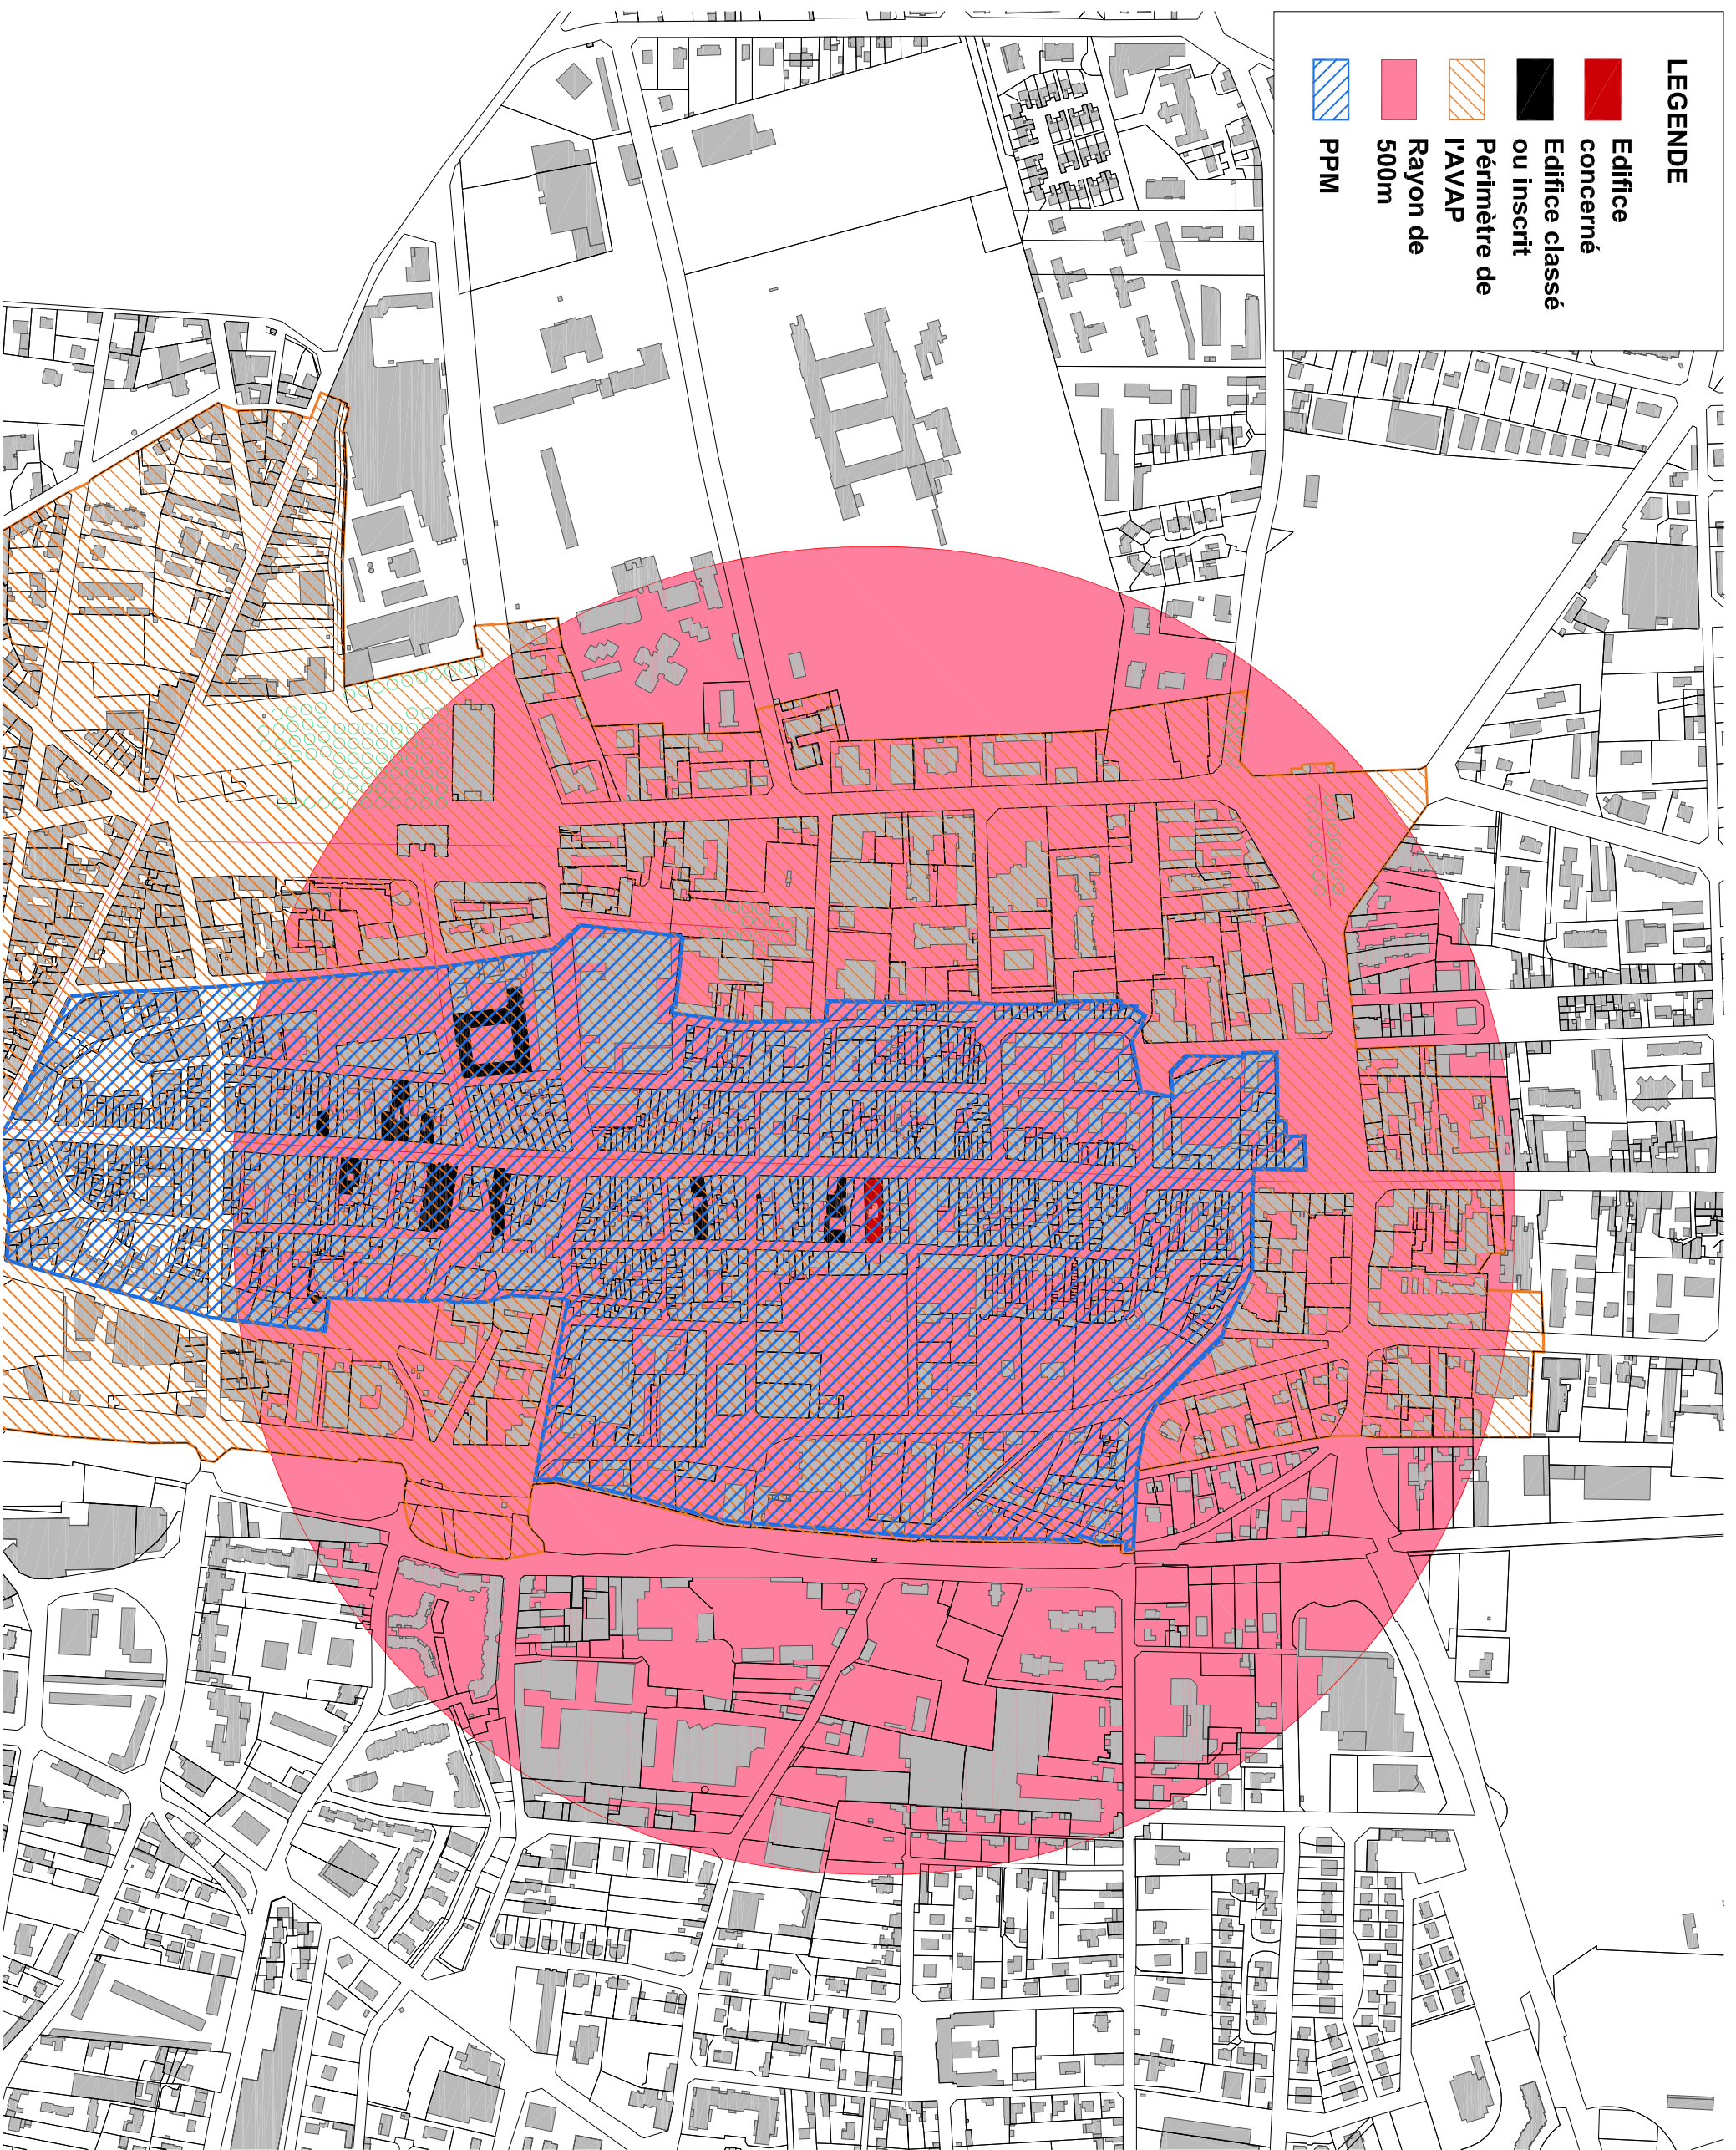 LEGENDE
Edifice
concerné
Edifice classé
ou inscrit
Périmètre de
l'AVAP
Rayon de
500m
PPM